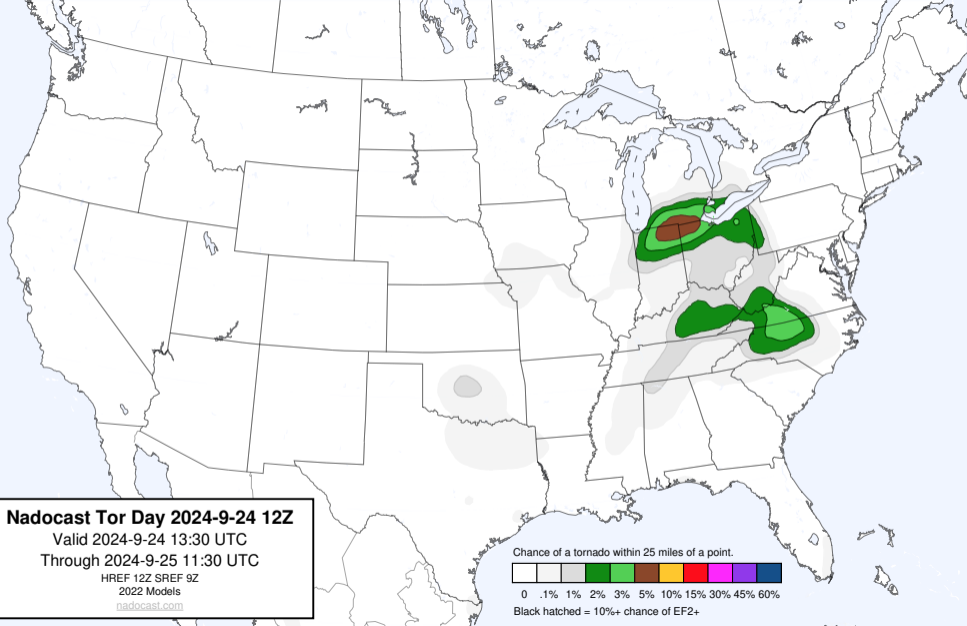 Nadocast Tor Day 2024-9-24 12Z
Valid 2024-9-24 13:30 UTC
Through 2024-9-25 11:30 UTC
HREF 12Z SREF 9Z
2022 Models
nadocast.com
Chance of a tornado within 25 miles of a point.
0 .1% 1% 2% 3% 5% 10% 15% 30% 45% 60%
Black hatched = 10%+ chance of EF2+